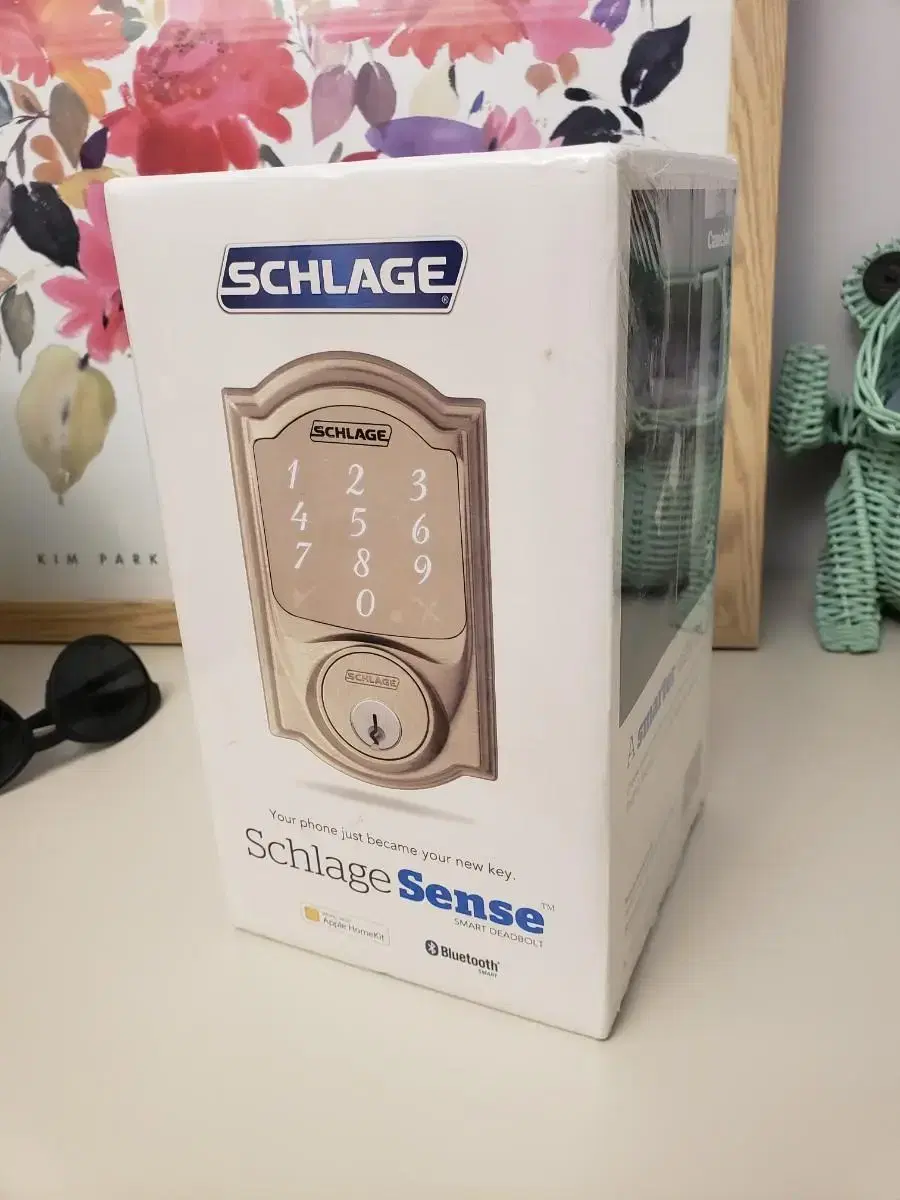 SCHLAGE
SCHLAGE
1 2 3
4 5 6
7 8 9
0
SCHLAGE
Your phone just became your new key.
Schlage Sense™
SMART DEADBOLT
Apple HomeKit
Bluetooth
SMART
A smarter
KIM PARK